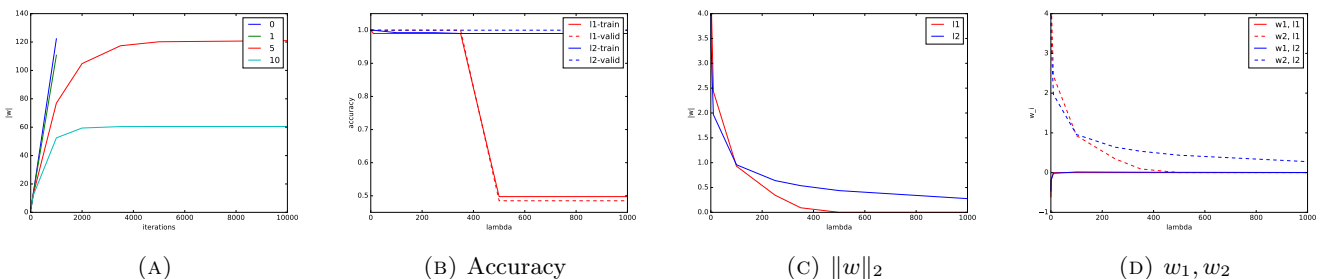 140
120
100
80
60
40
20
0
|w|
0 2000 4000 6000 8000 10000
iterations
0
1
5
10
(A)
1.0
0.9
0.8
0.7
0.6
0.5
accuracy
0 200 400 600 800 1000
lambda
l1-train
l1-valid
l2-train
l2-valid
(B) Accuracy
4.0
3.5
3.0
2.5
2.0
1.5
1.0
0.5
0.0
|w|
0 200 400 600 800 1000
lambda
l1
l2
(C) ‖w‖₂
4
3
2
1
0
−1
w_i
0 200 400 600 800 1000
lambda
w1, l1
w2, l1
w1, l2
w2, l2
(D) w₁, w₂